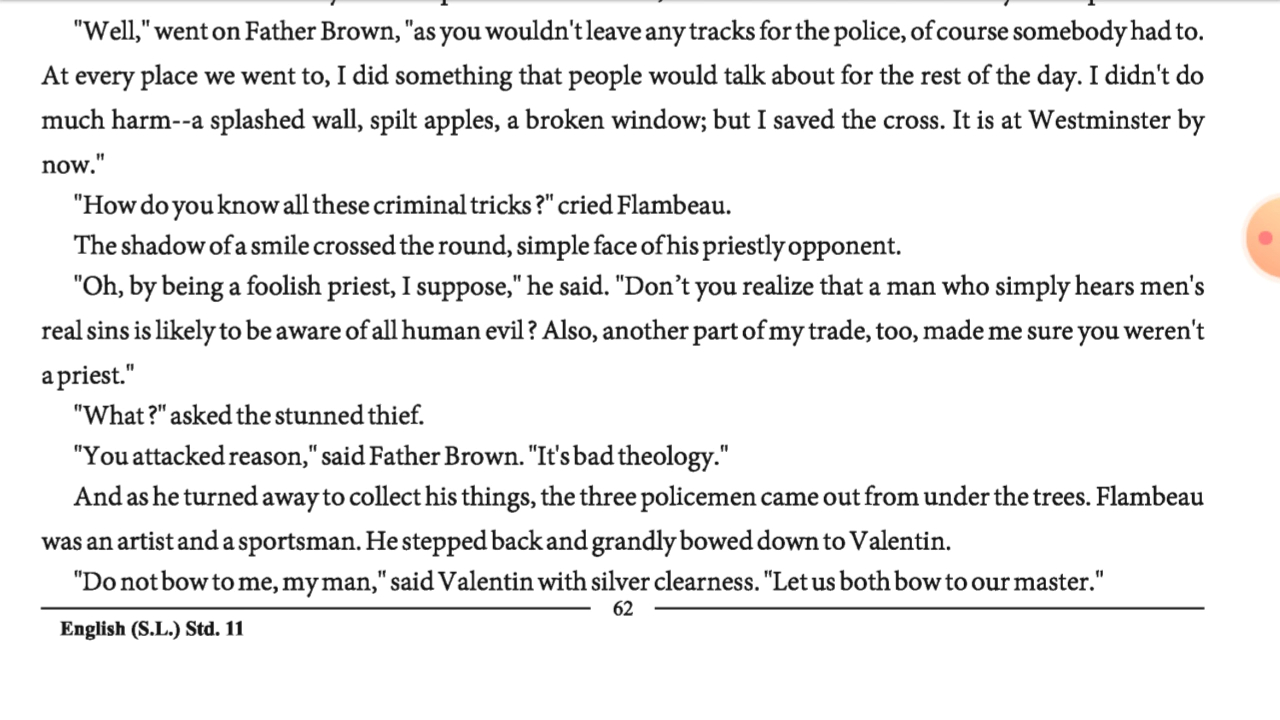 "Well," went on Father Brown, "as you wouldn't leave any tracks for the police, of course somebody had to.
At every place we went to, I did something that people would talk about for the rest of the day. I didn't do
much harm--a splashed wall, spilt apples, a broken window; but I saved the cross. It is at Westminster by
now."
"How do you know all these criminal tricks ?" cried Flambeau.
The shadow of a smile crossed the round, simple face of his priestly opponent.
"Oh, by being a foolish priest, I suppose," he said. "Don’t you realize that a man who simply hears men's
real sins is likely to be aware of all human evil ? Also, another part of my trade, too, made me sure you weren't
a priest."
"What ?" asked the stunned thief.
"You attacked reason," said Father Brown. "It's bad theology."
And as he turned away to collect his things, the three policemen came out from under the trees. Flambeau
was an artist and a sportsman. He stepped back and grandly bowed down to Valentin.
"Do not bow to me, my man," said Valentin with silver clearness. "Let us both bow to our master."
62
English (S.L.) Std. 11